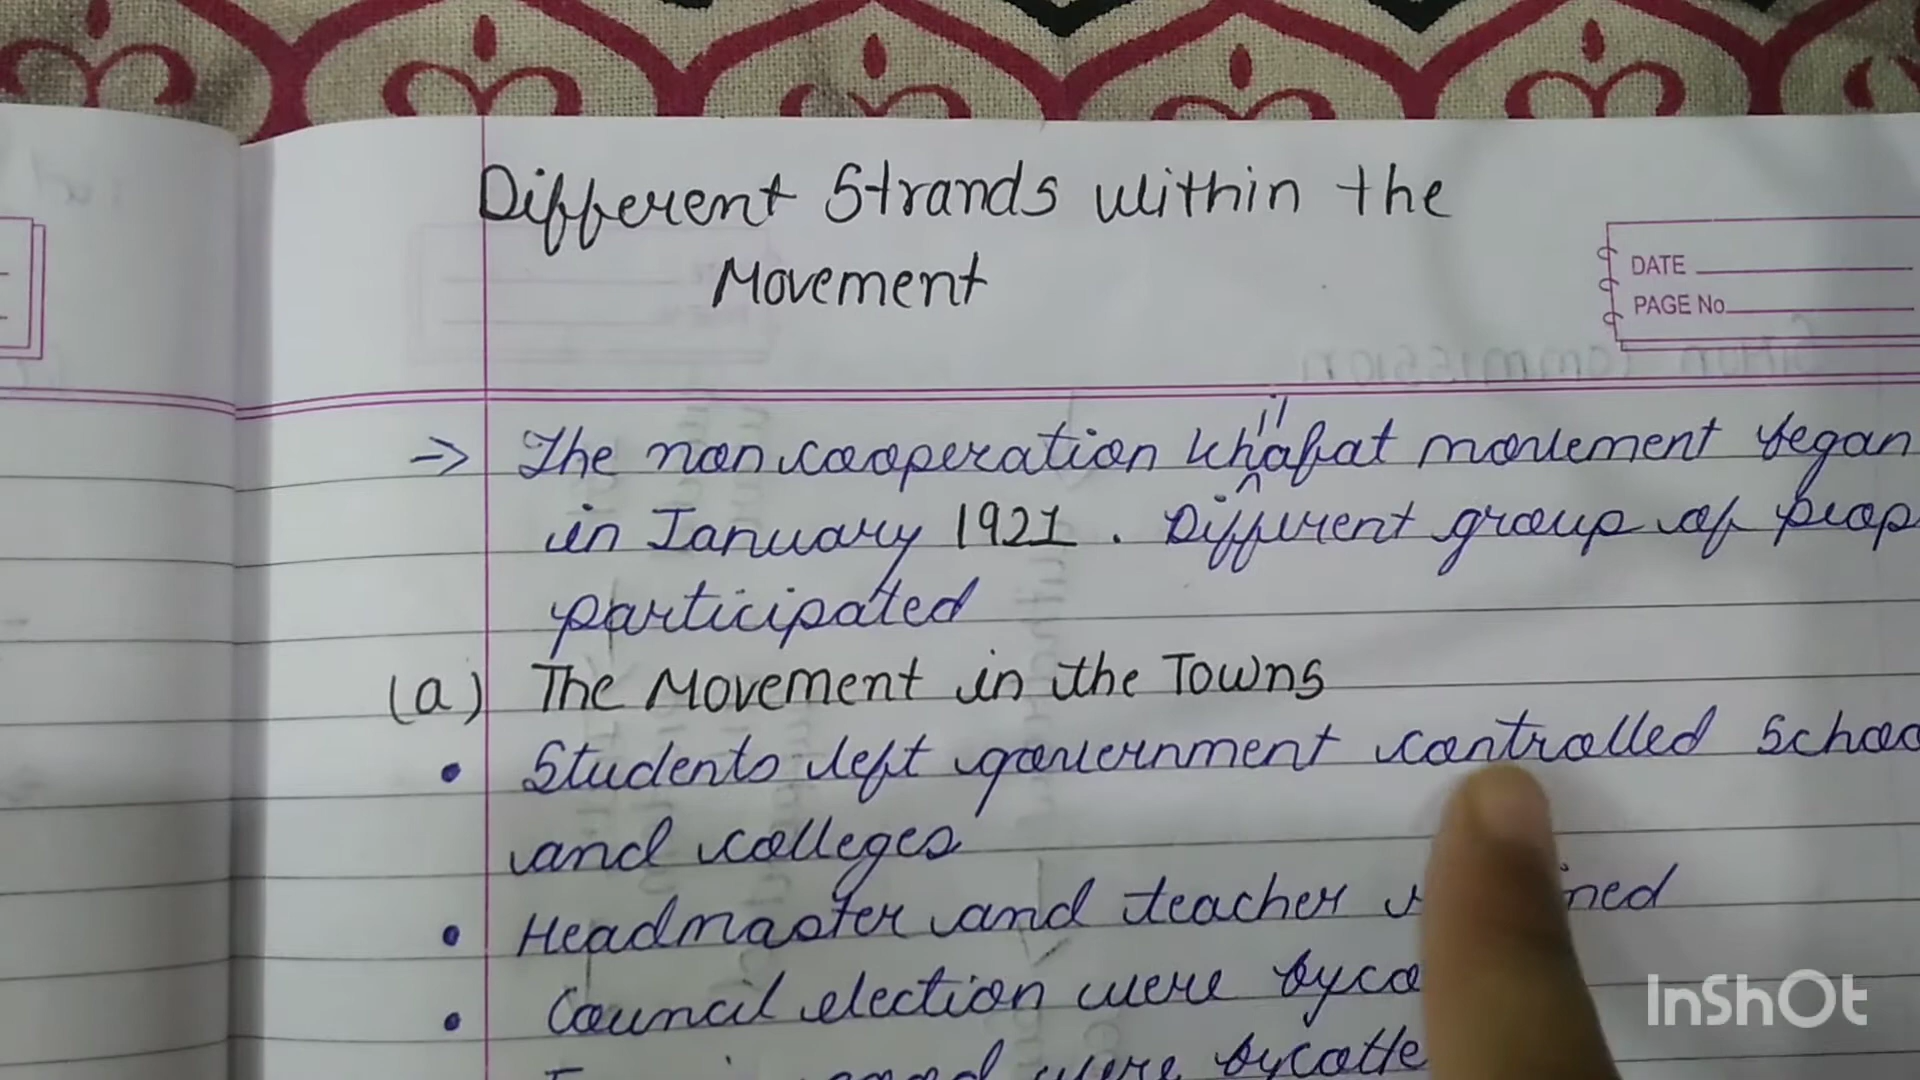 Different Strands within the
Movement
DATE
PAGE No.
⇒ The non cooperation khilafat movement began
in January 1921. Different group of peop
participated
(a) The Movement in the Towns
• Students left government controlled Schoo
and colleges
• Headmaster and teacher
• Council election were byco
were bycotte
InShOt